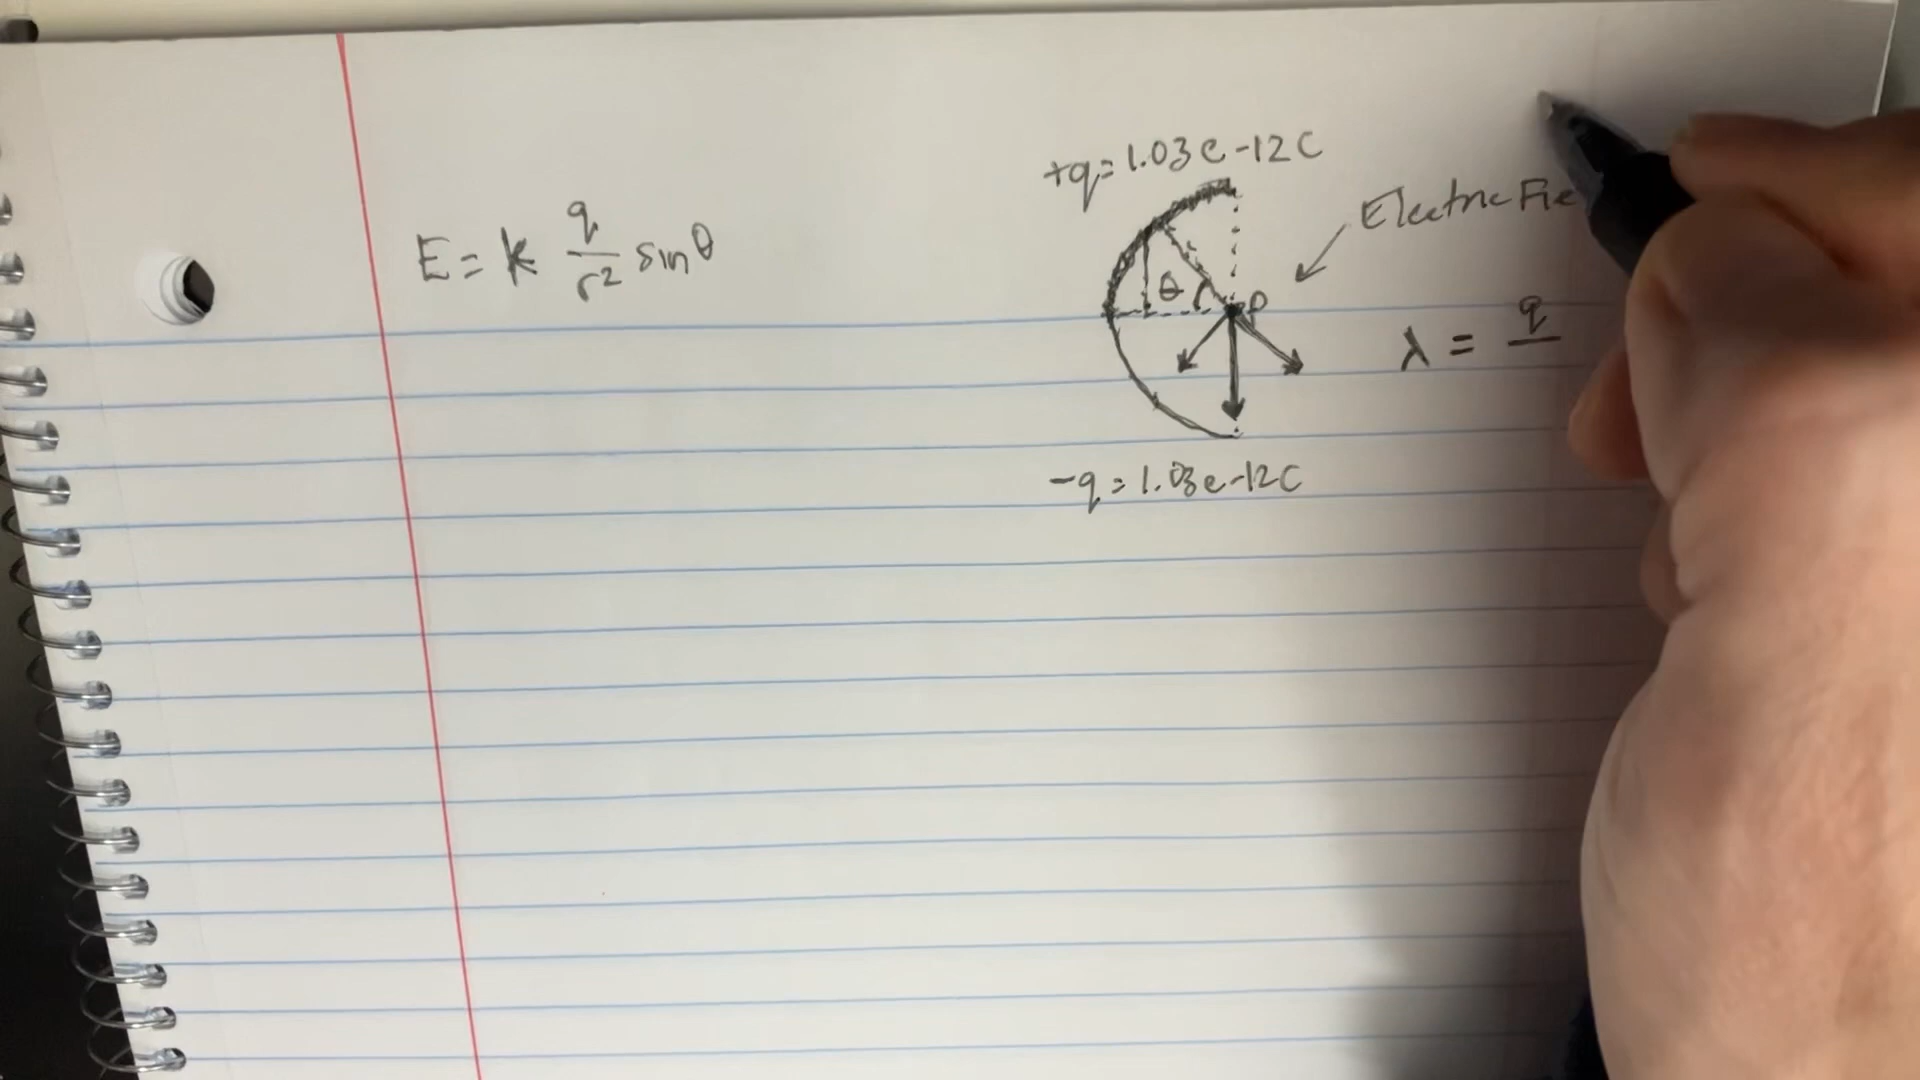 E = k q/r² sinθ
+q = 1.03e-12C
Electric Fie
θ
P
λ = q/
-q = 1.03e-12C